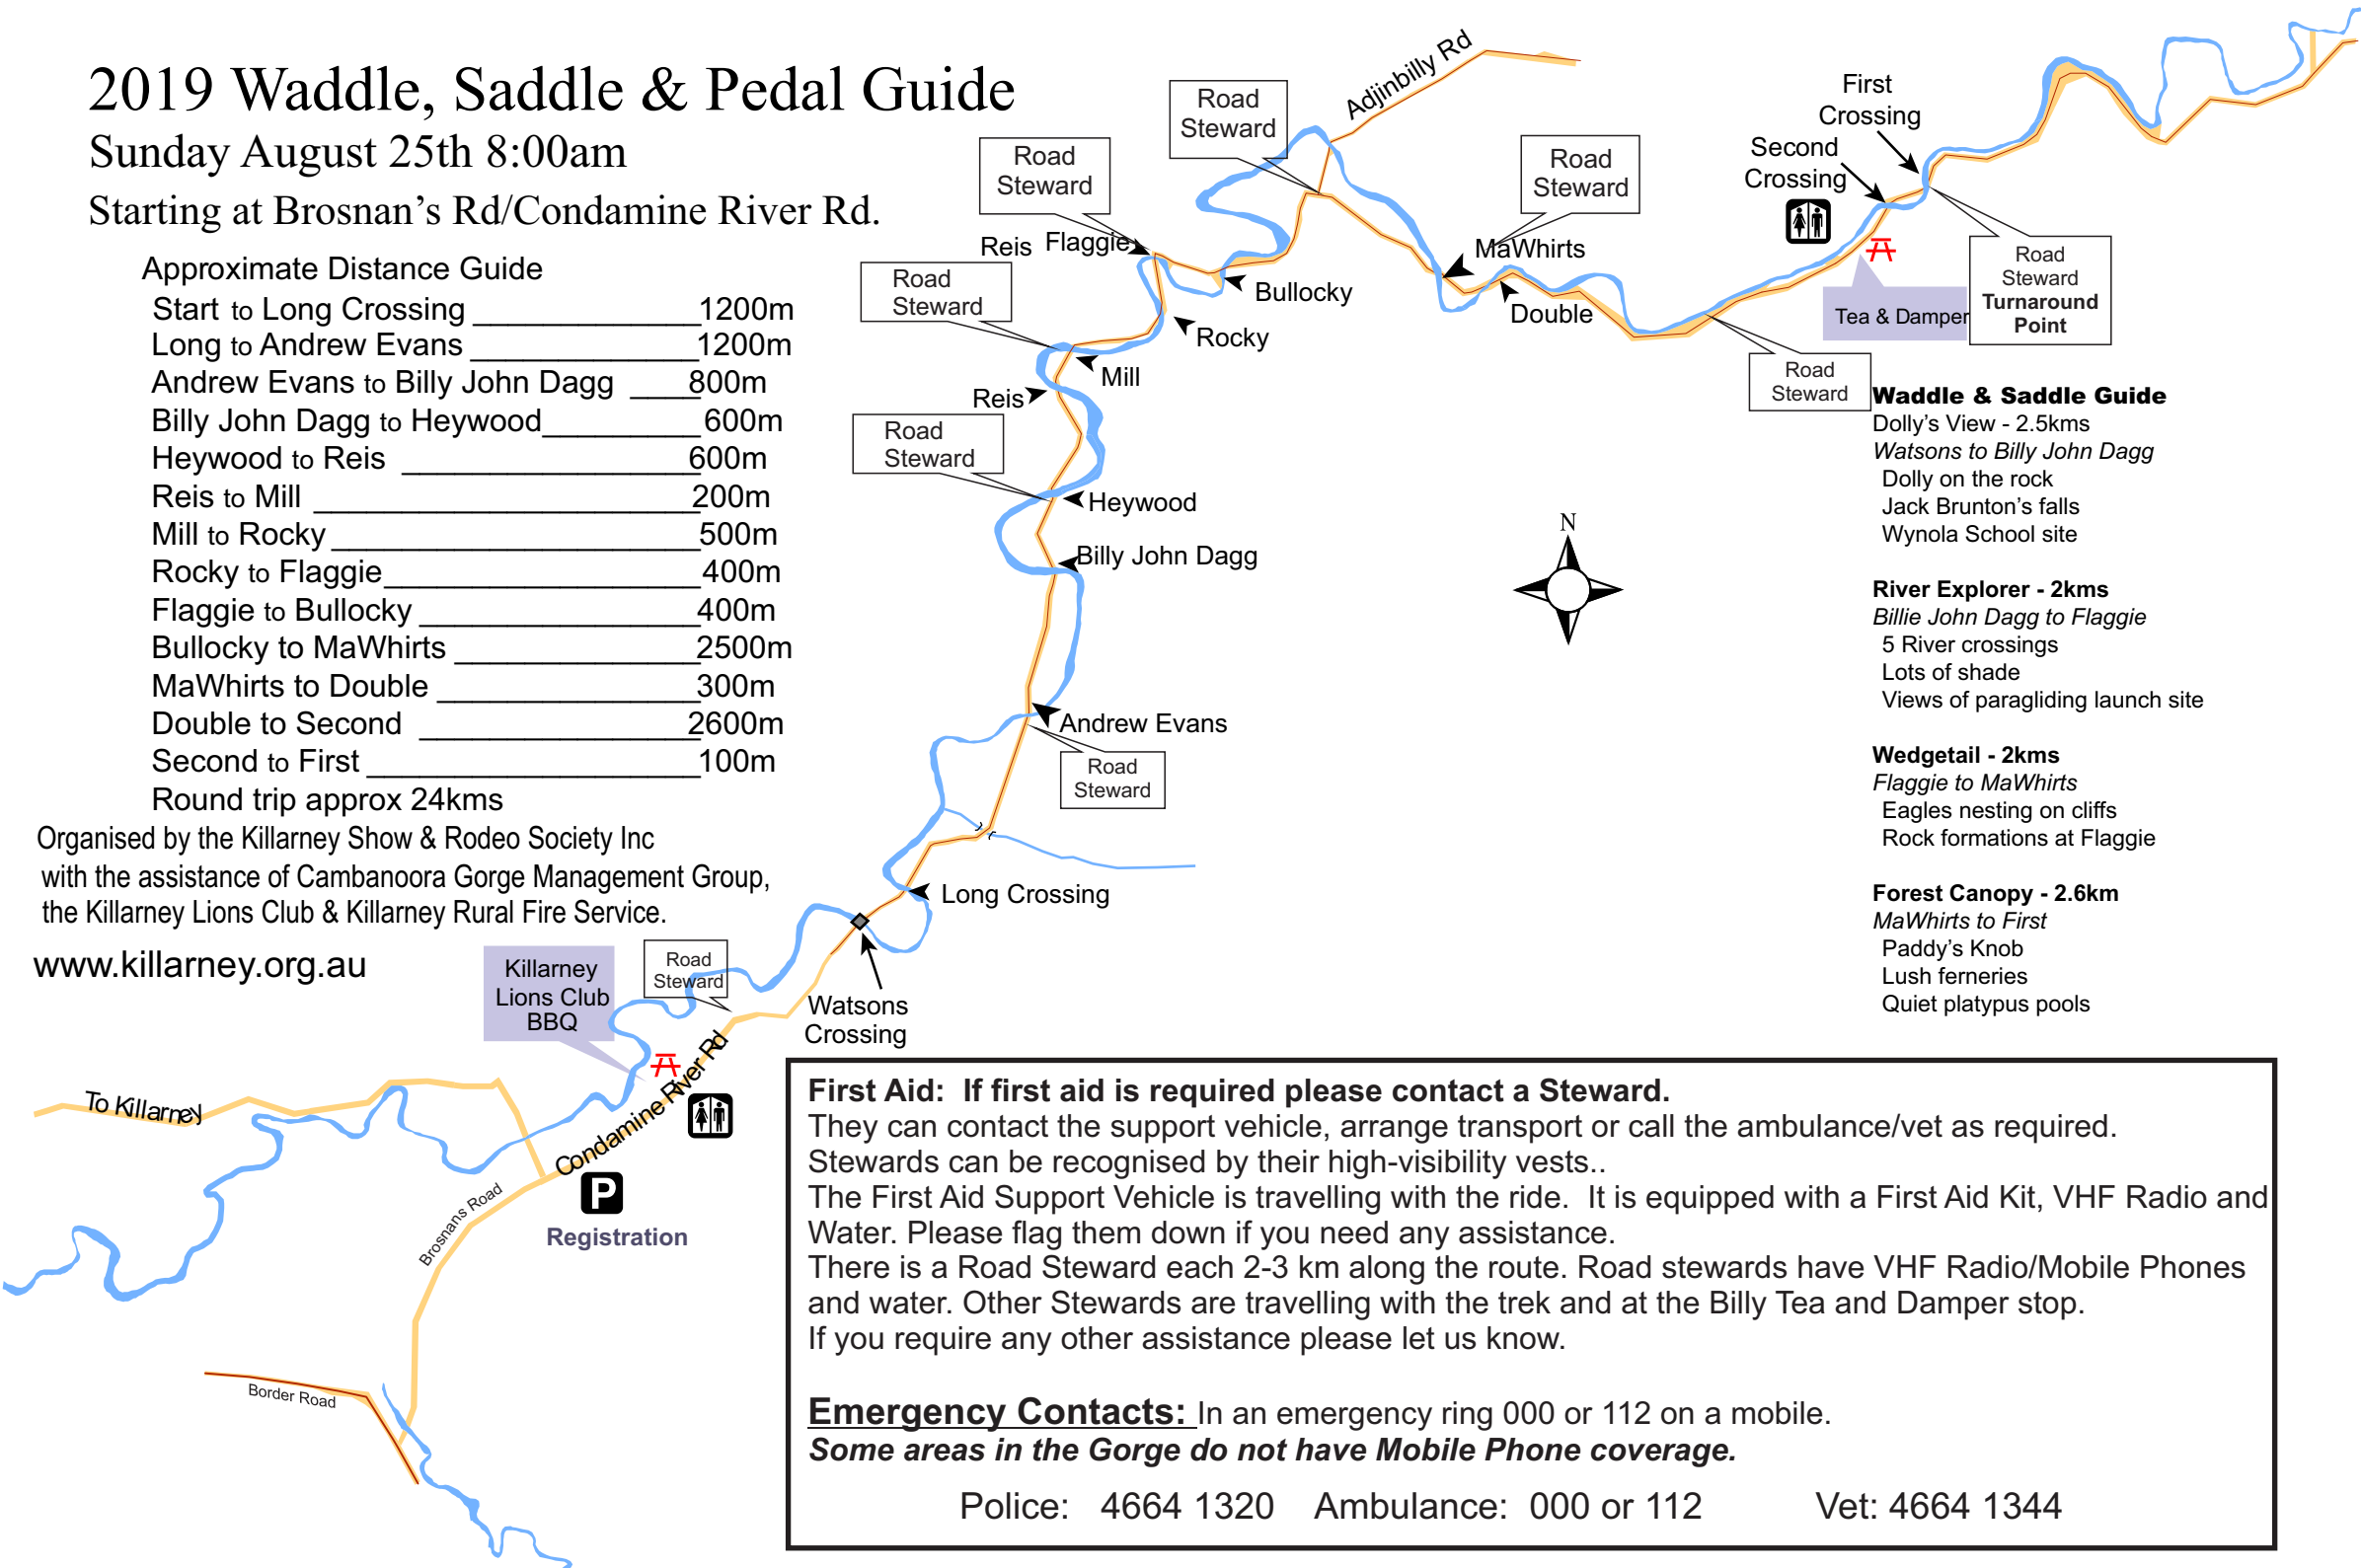 2019 Waddle, Saddle & Pedal Guide
Sunday August 25th 8:00am
Starting at Brosnan's Rd/Condamine River Rd.
Approximate Distance Guide
Start to Long Crossing _____________1200m
Long to Andrew Evans _____________1200m
Andrew Evans to Billy John Dagg ____800m
Billy John Dagg to Heywood_________600m
Heywood to Reis _________________600m
Reis to Mill ______________________200m
Mill to Rocky _____________________500m
Rocky to Flaggie__________________400m
Flaggie to Bullocky ________________400m
Bullocky to MaWhirts ______________2500m
MaWhirts to Double _______________300m
Double to Second ________________2600m
Second to First ___________________100m
Round trip approx 24kms
Organised by the Killarney Show & Rodeo Society Inc
with the assistance of Cambanoora Gorge Management Group,
the Killarney Lions Club & Killarney Rural Fire Service.
www.killarney.org.au
Adjinbilly Rd
Road
Steward
Road
Steward
Road
Steward
First
Crossing
Second
Crossing
Reis
Flaggie
MaWhirts
Road
Steward
Bullocky
Double
Rocky
Mill
Reis
Road
Steward
Heywood
Billy John Dagg
Andrew Evans
Road
Steward
Long Crossing
Watsons
Crossing
Road
Steward
Turnaround
Point
Tea & Damper
Road
Steward
N
Waddle & Saddle Guide
Dolly's View - 2.5kms
Watsons to Billy John Dagg
Dolly on the rock
Jack Brunton's falls
Wynola School site
River Explorer - 2kms
Billie John Dagg to Flaggie
5 River crossings
Lots of shade
Views of paragliding launch site
Wedgetail - 2kms
Flaggie to MaWhirts
Eagles nesting on cliffs
Rock formations at Flaggie
Forest Canopy - 2.6km
MaWhirts to First
Paddy's Knob
Lush ferneries
Quiet platypus pools
Killarney
Lions Club
BBQ
Road
Steward
To Killarney
Condamine River Rd
P
Registration
Brosnans Road
Border Road
First Aid: If first aid is required please contact a Steward.
They can contact the support vehicle, arrange transport or call the ambulance/vet as required.
Stewards can be recognised by their high-visibility vests..
The First Aid Support Vehicle is travelling with the ride. It is equipped with a First Aid Kit, VHF Radio and
Water. Please flag them down if you need any assistance.
There is a Road Steward each 2-3 km along the route. Road stewards have VHF Radio/Mobile Phones
and water. Other Stewards are travelling with the trek and at the Billy Tea and Damper stop.
If you require any other assistance please let us know.
Emergency Contacts: In an emergency ring 000 or 112 on a mobile.
Some areas in the Gorge do not have Mobile Phone coverage.
Police: 4664 1320 Ambulance: 000 or 112 Vet: 4664 1344